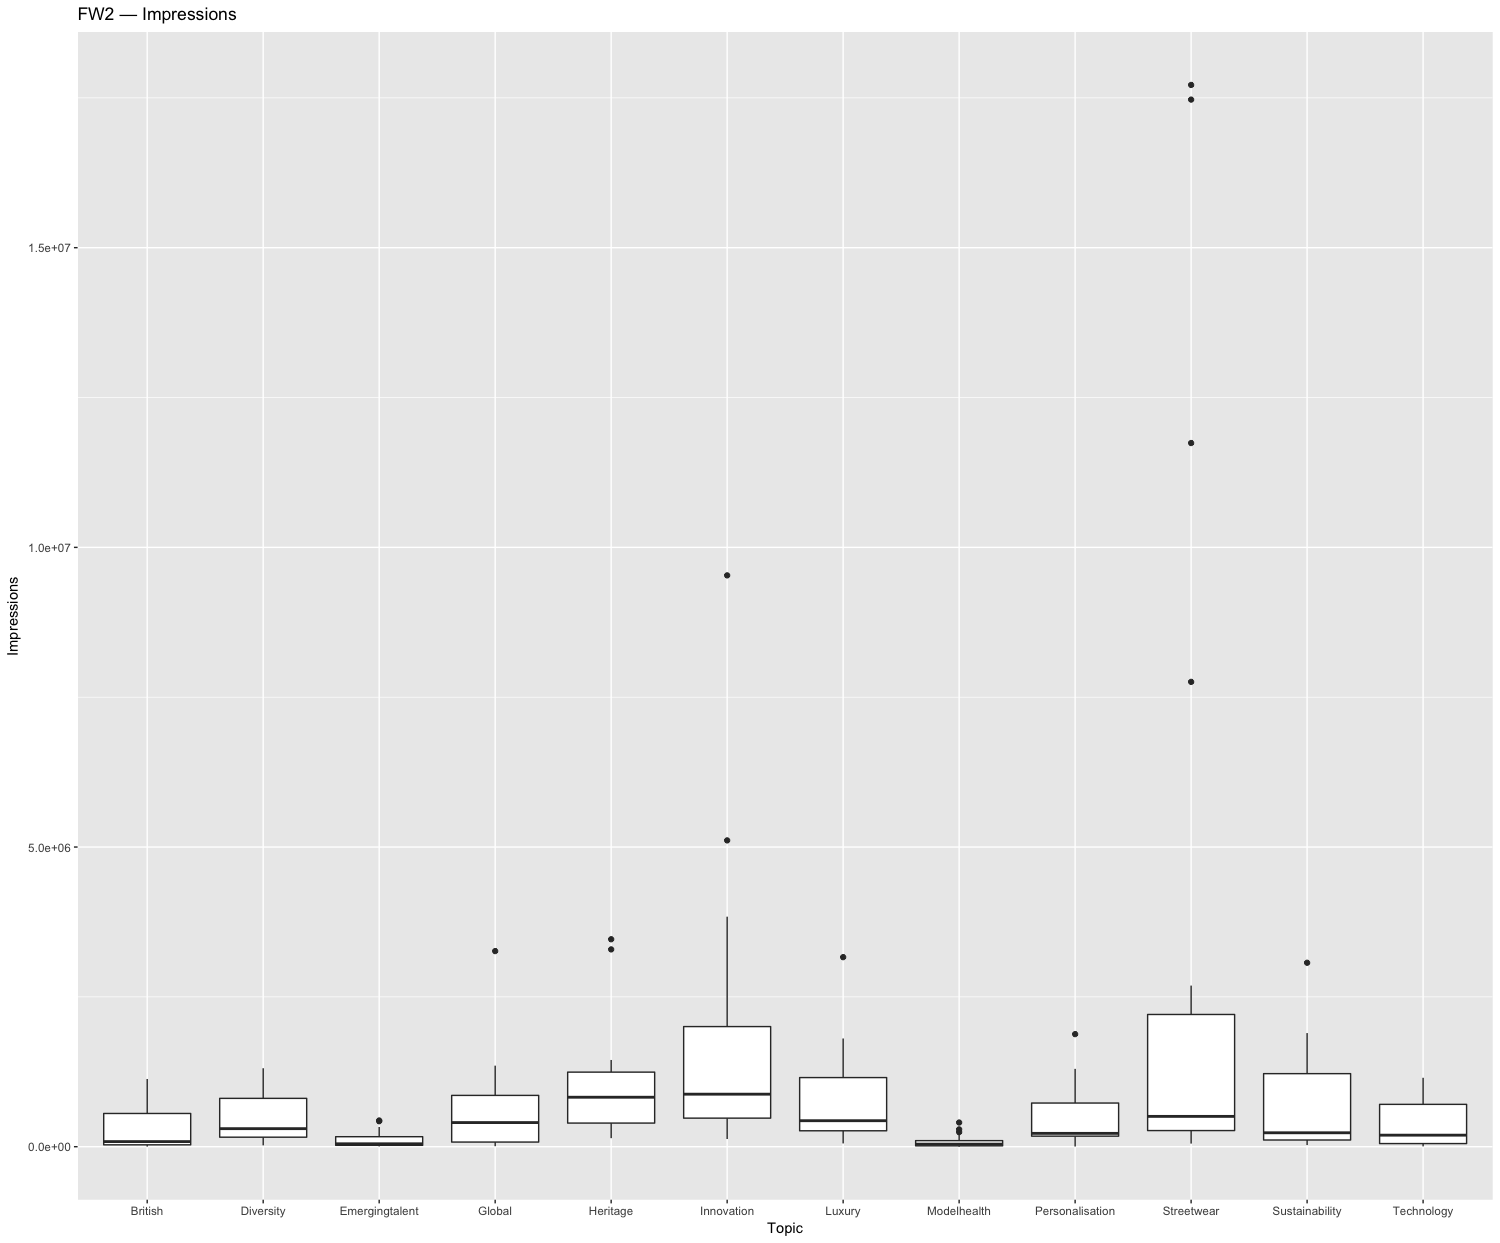 FW2 — Impressions
1.5e+07
1.0e+07
5.0e+06
0.0e+00
Impressions
British
Diversity
Emergingtalent
Global
Heritage
Innovation
Luxury
Modelhealth
Personalisation
Streetwear
Sustainability
Technology
Topic